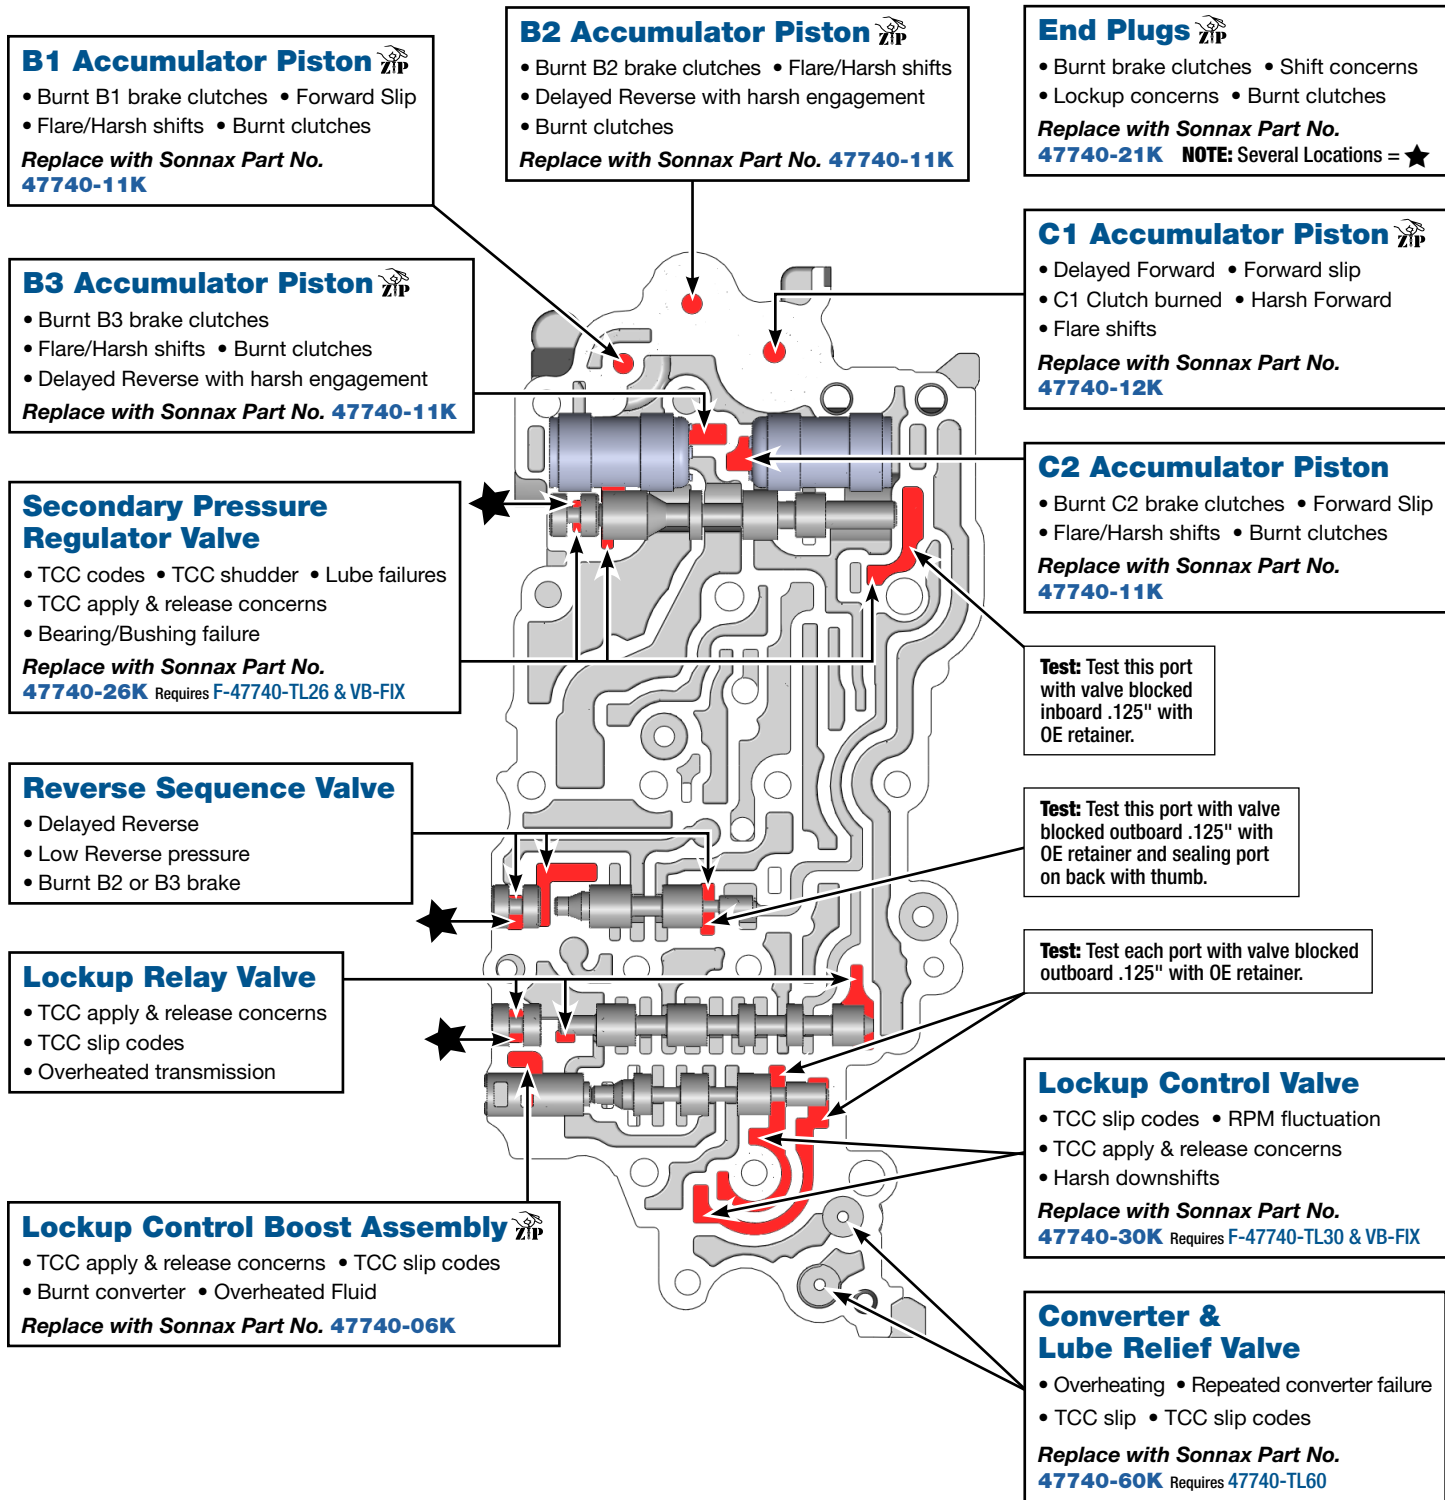 B1 Accumulator Piston ZIP
• Burnt B1 brake clutches • Forward Slip
• Flare/Harsh shifts • Burnt clutches
Replace with Sonnax Part No.
47740-11K
B2 Accumulator Piston ZIP
• Burnt B2 brake clutches • Flare/Harsh shifts
• Delayed Reverse with harsh engagement
• Burnt clutches
Replace with Sonnax Part No. 47740-11K
End Plugs ZIP
• Burnt brake clutches • Shift concerns
• Lockup concerns • Burnt clutches
Replace with Sonnax Part No.
47740-21K NOTE: Several Locations = ★
B3 Accumulator Piston ZIP
• Burnt B3 brake clutches
• Flare/Harsh shifts • Burnt clutches
• Delayed Reverse with harsh engagement
Replace with Sonnax Part No. 47740-11K
C1 Accumulator Piston ZIP
• Delayed Forward • Forward slip
• C1 Clutch burned • Harsh Forward
• Flare shifts
Replace with Sonnax Part No.
47740-12K
Secondary Pressure
Regulator Valve
• TCC codes • TCC shudder • Lube failures
• TCC apply & release concerns
• Bearing/Bushing failure
Replace with Sonnax Part No.
47740-26K Requires F-47740-TL26 & VB-FIX
C2 Accumulator Piston
• Burnt C2 brake clutches • Forward Slip
• Flare/Harsh shifts • Burnt clutches
Replace with Sonnax Part No.
47740-11K
Test: Test this port
with valve blocked
inboard .125" with
OE retainer.
Reverse Sequence Valve
• Delayed Reverse
• Low Reverse pressure
• Burnt B2 or B3 brake
Test: Test this port with valve
blocked outboard .125" with
OE retainer and sealing port
on back with thumb.
Lockup Relay Valve
• TCC apply & release concerns
• TCC slip codes
• Overheated transmission
Test: Test each port with valve blocked
outboard .125" with OE retainer.
Lockup Control Valve
• TCC slip codes • RPM fluctuation
• TCC apply & release concerns
• Harsh downshifts
Replace with Sonnax Part No.
47740-30K Requires F-47740-TL30 & VB-FIX
Lockup Control Boost Assembly ZIP
• TCC apply & release concerns • TCC slip codes
• Burnt converter • Overheated Fluid
Replace with Sonnax Part No. 47740-06K
Converter &
Lube Relief Valve
• Overheating • Repeated converter failure
• TCC slip • TCC slip codes
Replace with Sonnax Part No.
47740-60K Requires 47740-TL60